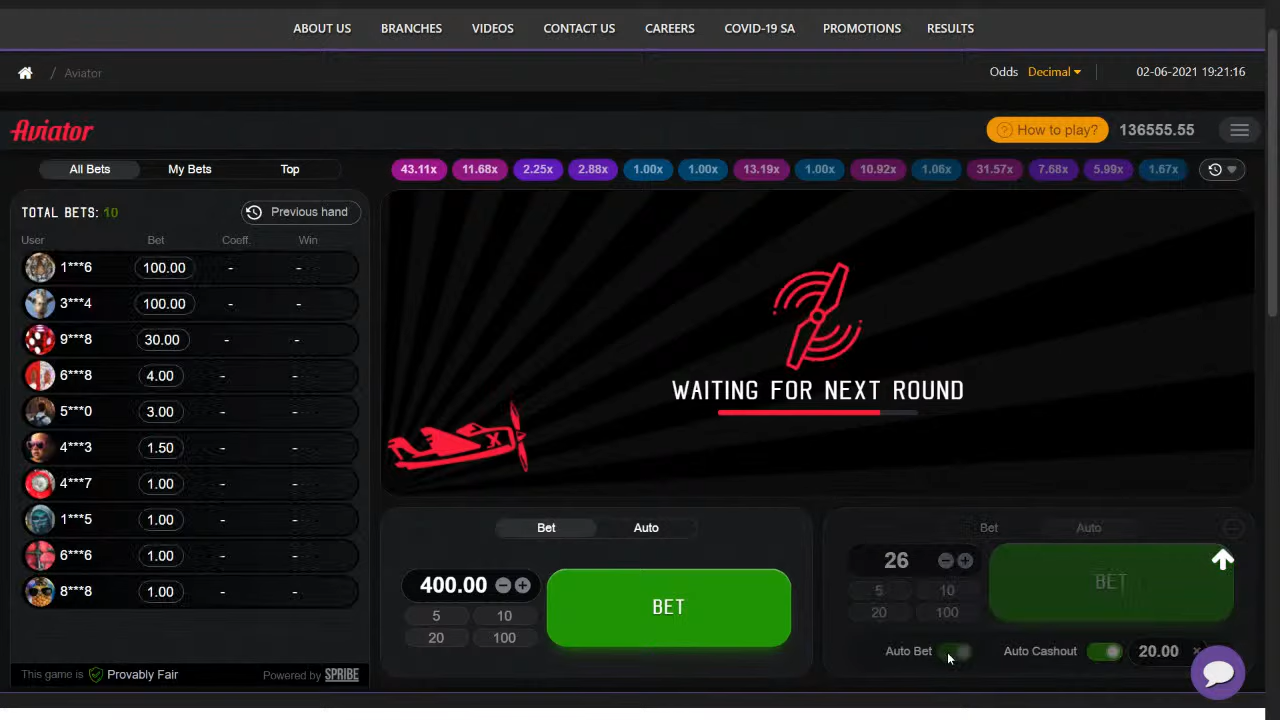 ABOUT US BRANCHES VIDEOS CONTACT US CAREERS COVID-19 SA PROMOTIONS RESULTS
/ Aviator
Odds Decimal 02-06-2021 19:21:16
Aviator
? How to play? 136555.55
All Bets My Bets Top
43.11x 11.68x 2.25x 2.88x 1.00x 1.00x 13.19x 1.00x 10.92x 1.06x 31.57x 7.68x 5.99x 1.67x
TOTAL BETS: 10 Previous hand
User Bet Coeff. Win
1***6 100.00 - -
3***4 100.00 - -
9***8 30.00 - -
6***8 4.00 - -
5***0 3.00 - -
4***3 1.50 - -
4***7 1.00 - -
1***5 1.00 - -
6***6 1.00 - -
8***8 1.00 - -
This game is Provably Fair Powered by SPRIBE
WAITING FOR NEXT ROUND
X
Bet Auto
400.00
5 10
20 100
BET
Bet Auto
26
5 10
20 100
BET
Auto Bet Auto Cashout 20.00 ×